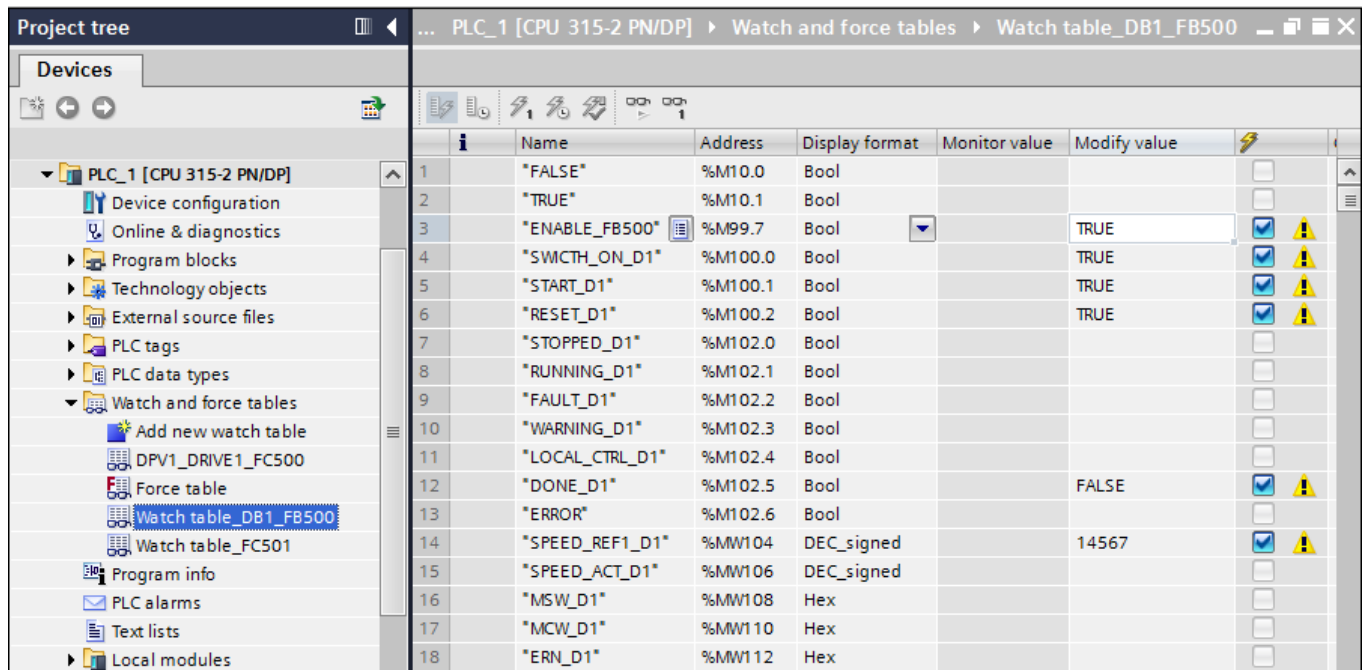 Project tree
... PLC_1 [CPU 315-2 PN/DP] Watch and force tables Watch table_DB1_FB500
Devices
i Name Address Display format Monitor value Modify value
PLC_1 [CPU 315-2 PN/DP]
Device configuration
Online & diagnostics
Program blocks
Technology objects
External source files
PLC tags
PLC data types
Watch and force tables
Add new watch table
DPV1_DRIVE1_FC500
Force table
Watch table_DB1_FB500
Watch table_FC501
Program info
PLC alarms
Text lists
Local modules
1 "FALSE" %M10.0 Bool
2 "TRUE" %M10.1 Bool
3 "ENABLE_FB500" %M99.7 Bool TRUE
4 "SWICTH_ON_D1" %M100.0 Bool TRUE
5 "START_D1" %M100.1 Bool TRUE
6 "RESET_D1" %M100.2 Bool TRUE
7 "STOPPED_D1" %M102.0 Bool
8 "RUNNING_D1" %M102.1 Bool
9 "FAULT_D1" %M102.2 Bool
10 "WARNING_D1" %M102.3 Bool
11 "LOCAL_CTRL_D1" %M102.4 Bool
12 "DONE_D1" %M102.5 Bool FALSE
13 "ERROR" %M102.6 Bool
14 "SPEED_REF1_D1" %MW104 DEC_signed 14567
15 "SPEED_ACT_D1" %MW106 DEC_signed
16 "MSW_D1" %MW108 Hex
17 "MCW_D1" %MW110 Hex
18 "ERN_D1" %MW112 Hex